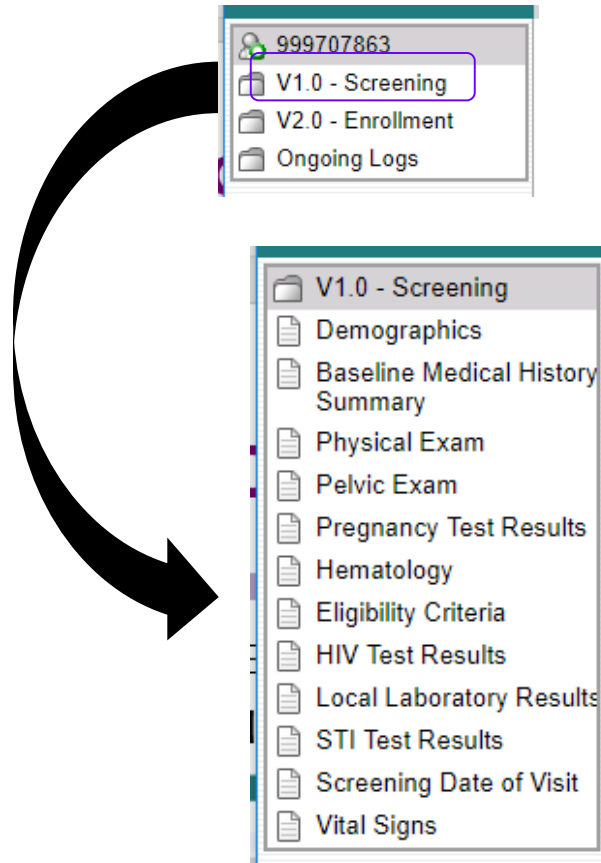 999707863
V1.0 - Screening
V2.0 - Enrollment
Ongoing Logs
V1.0 - Screening
Demographics
Baseline Medical History
Summary
Physical Exam
Pelvic Exam
Pregnancy Test Results
Hematology
Eligibility Criteria
HIV Test Results
Local Laboratory Results
STI Test Results
Screening Date of Visit
Vital Signs